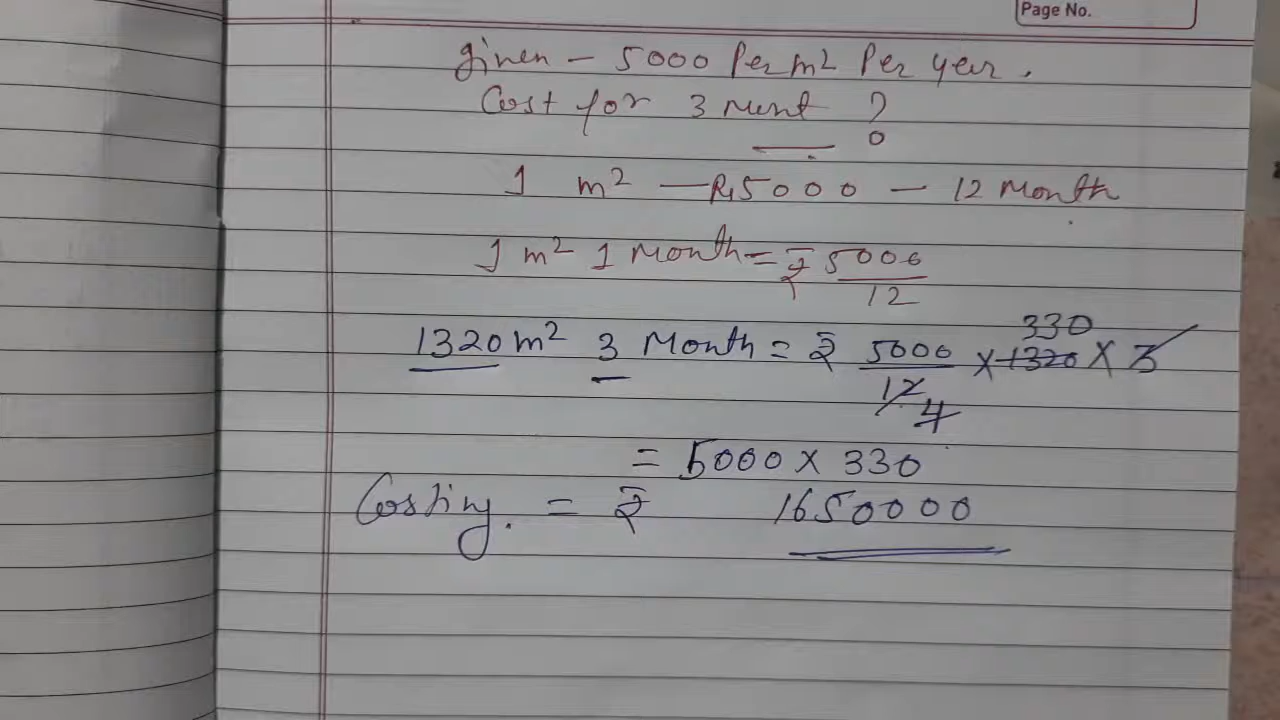 Page No.
given - 5000 Per m² Per year.
Cost for 3 Munt ?
1 m² - Rs5000 - 12 Month
1 m² 1 Month = ₹ 5000/12
1320 m² 3 Month = ₹ 5000/12 4 × 1320 330 × 3
= 5000 × 330
Costing. = ₹ 1650000